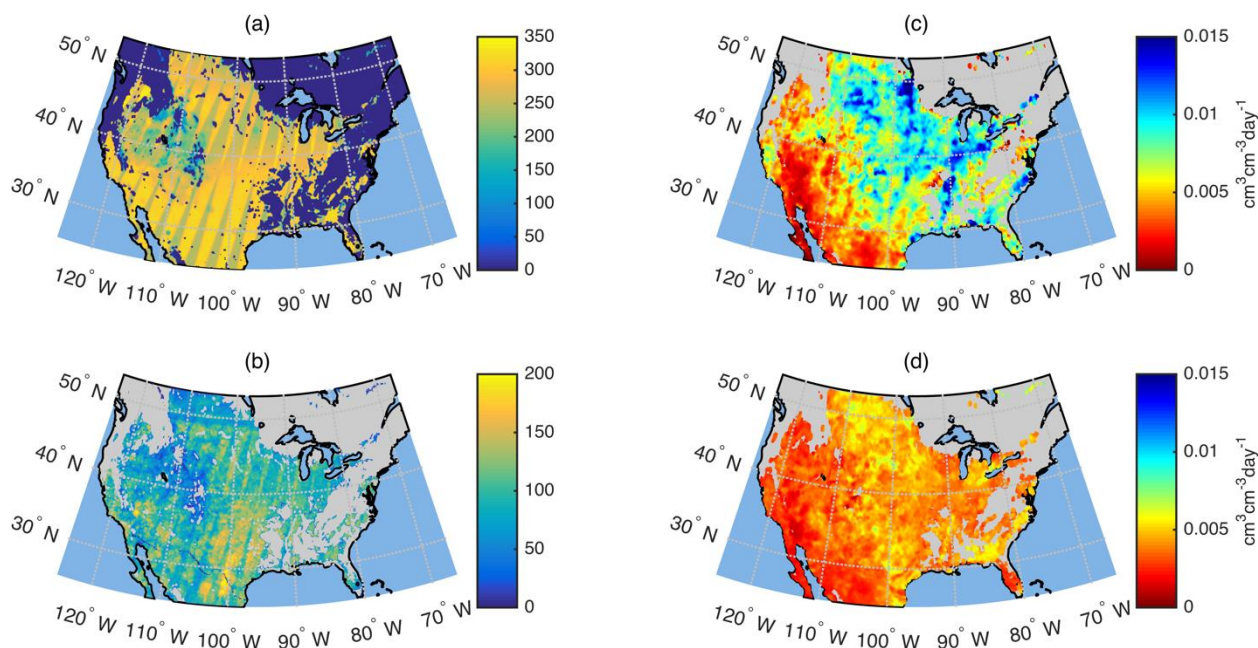 (a)
50° N
40° N
30° N
120° W
110° W
100° W
90° W
80° W
70° W
350
300
250
200
150
100
50
0
(c)
50° N
40° N
30° N
120° W
110° W
100° W
90° W
80° W
70° W
0.015
0.01
0.005
0
cm³cm⁻³day⁻¹
(b)
50° N
40° N
30° N
120° W
110° W
100° W
90° W
80° W
70° W
200
150
100
50
0
(d)
50° N
40° N
30° N
120° W
110° W
100° W
90° W
80° W
70° W
0.015
0.01
0.005
0
cm³cm⁻³day⁻¹